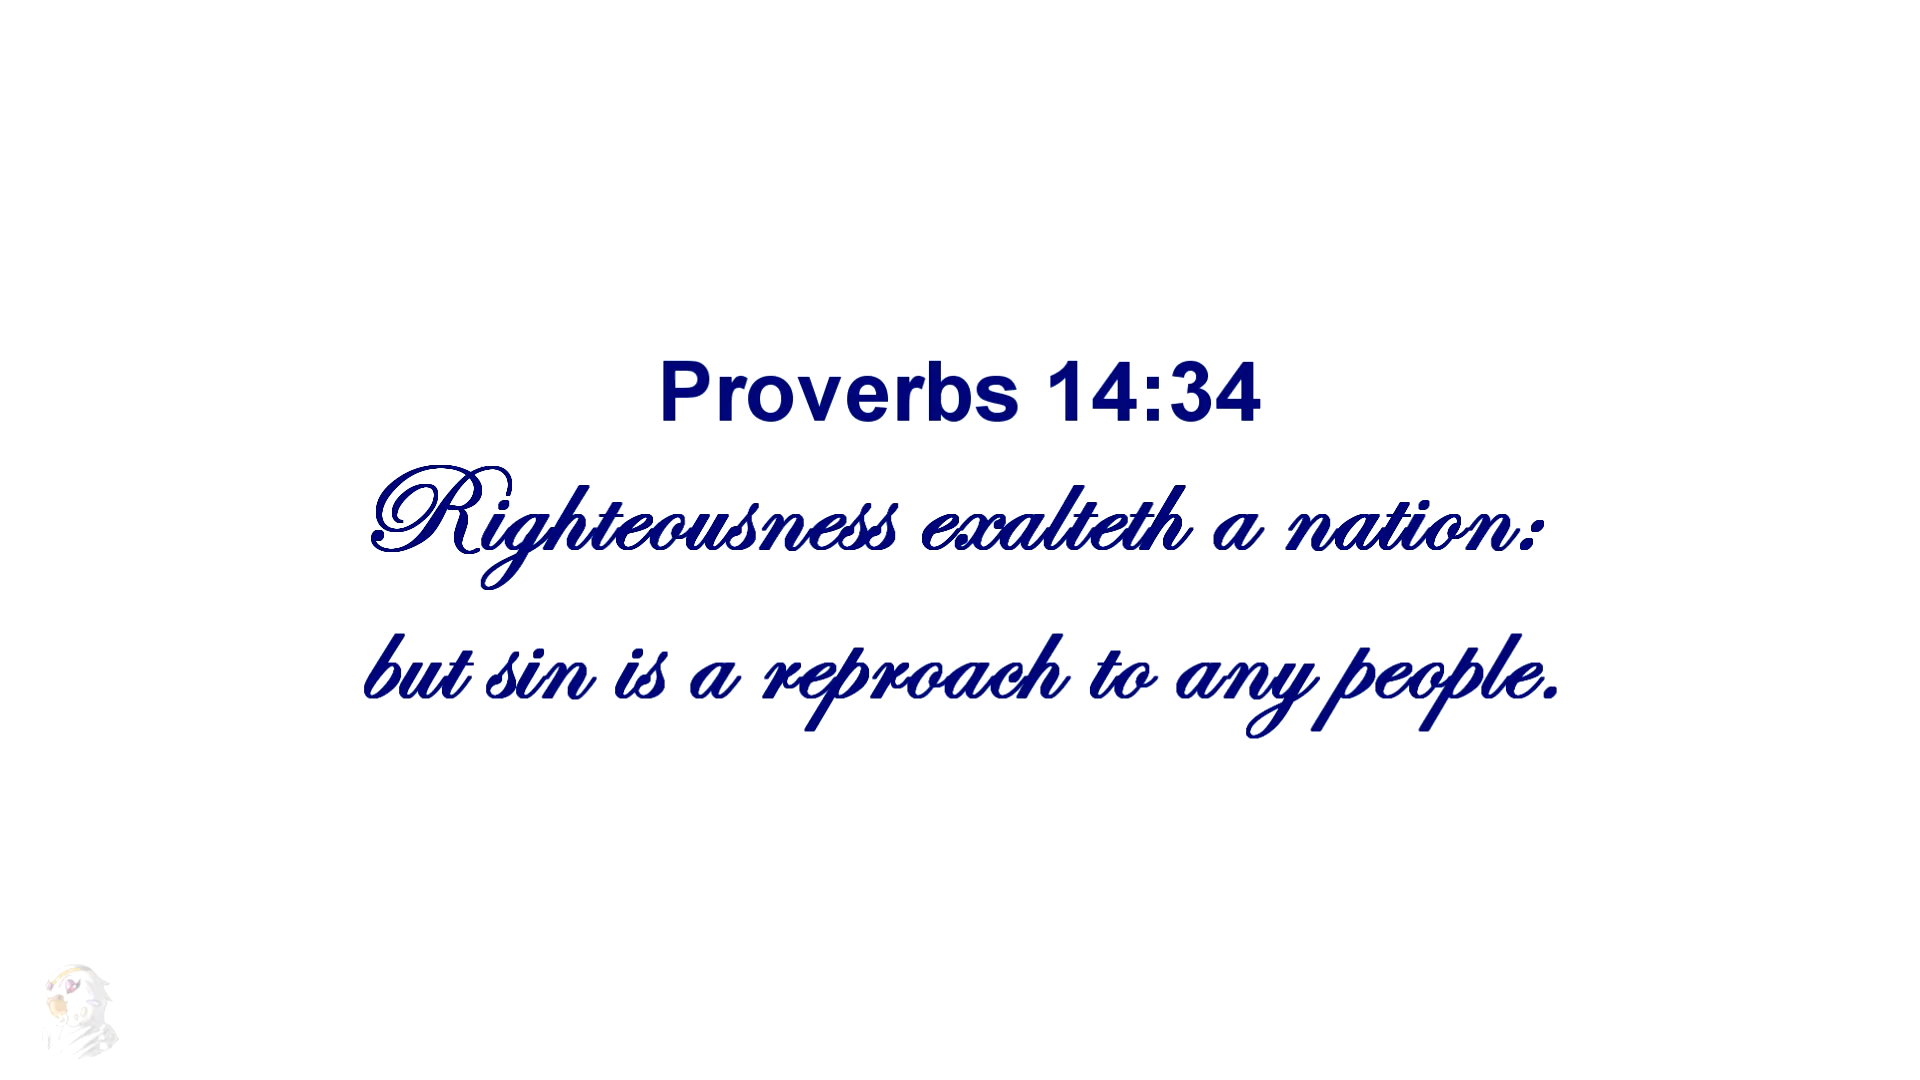 Proverbs 14:34
Righteousness exalteth a nation:
but sin is a reproach to any people.